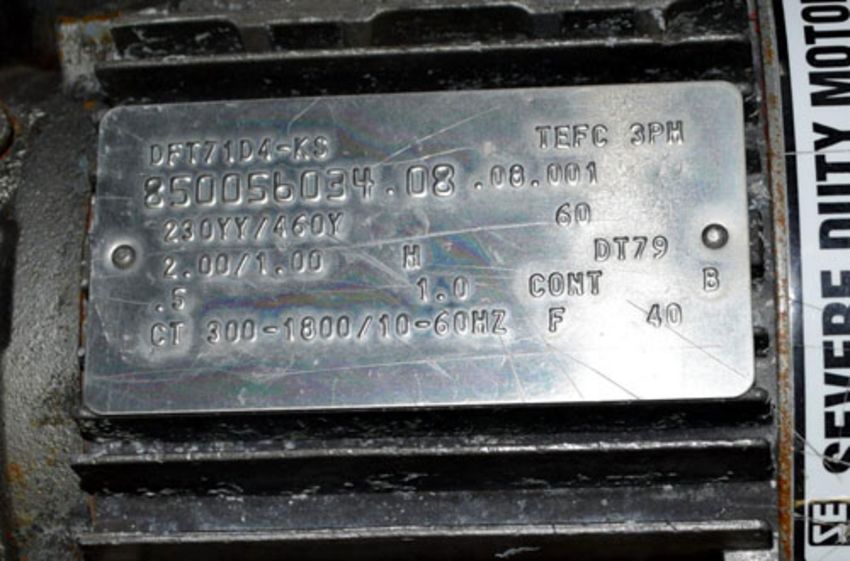 DFT71D4-KS TEFC 3PH
850056034.08.08.001
230YY/460Y 60
2.00/1.00 H DT79
.5 1.0 CONT B
CT 300-1800/10-60HZ F 40
SEVERE DUTY MOTOR